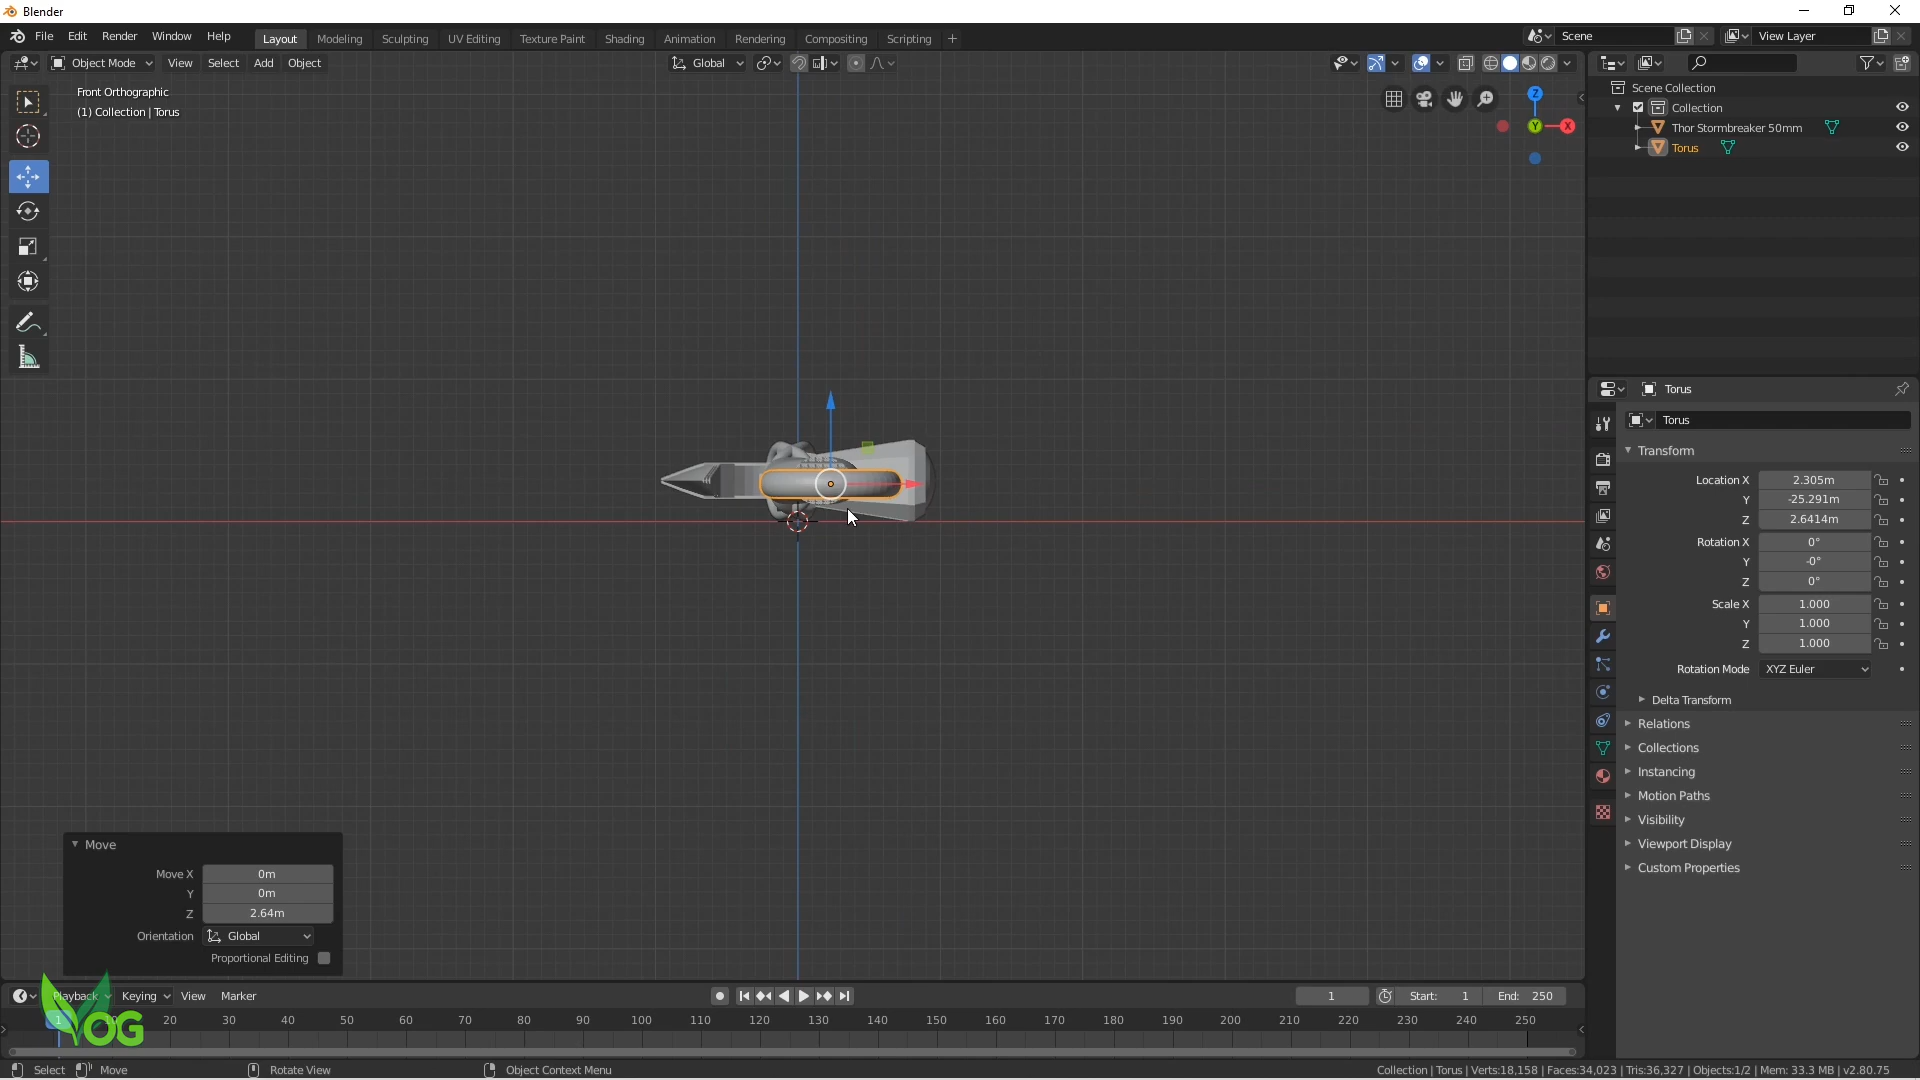 Blender
File Edit Render Window Help
Layout Modeling Sculpting UV Editing Texture Paint Shading Animation Rendering Compositing Scripting
Scene
View Layer
Object Mode View Select Add Object
Global
Front Orthographic
(1) Collection | Torus
Z
Y
X
Scene Collection
Collection
Thor Stormbreaker 50mm
Torus
Torus
Torus
Transform
Location X 2.305m
Y -25.291m
Z 2.6414m
Rotation X 0°
Y -0°
Z 0°
Scale X 1.000
Y 1.000
Z 1.000
Rotation Mode XYZ Euler
Delta Transform
Relations
Collections
Instancing
Motion Paths
Visibility
Viewport Display
Custom Properties
Move
Move X 0m
Y 0m
Z 2.64m
Orientation Global
Proportional Editing
Playback Keying View Marker
1 Start: 1 End: 250
1 20 30 40 50 60 70 80 90 100 110 120 130 140 150 160 170 180 190 200 210 220 230 240 250
YOG
Select Move Rotate View Object Context Menu
Collection | Torus | Verts:18,158 | Faces:34,023 | Tris:36,327 | Objects:1/2 | Mem: 33.3 MB | v2.80.75